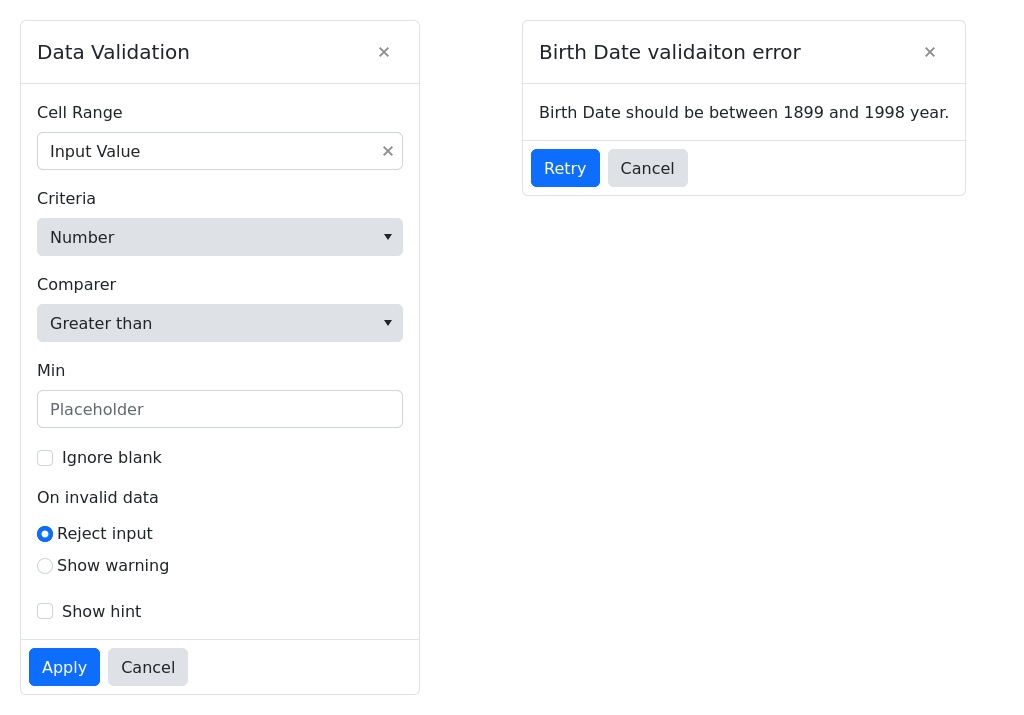 Data Validation
Cell Range
Input Value
Criteria
Number
Comparer
Greater than
Min
Placeholder
Ignore blank
On invalid data
Reject input
Show warning
Show hint
Apply Cancel
Birth Date validaiton error
Birth Date should be between 1899 and 1998 year.
Retry Cancel